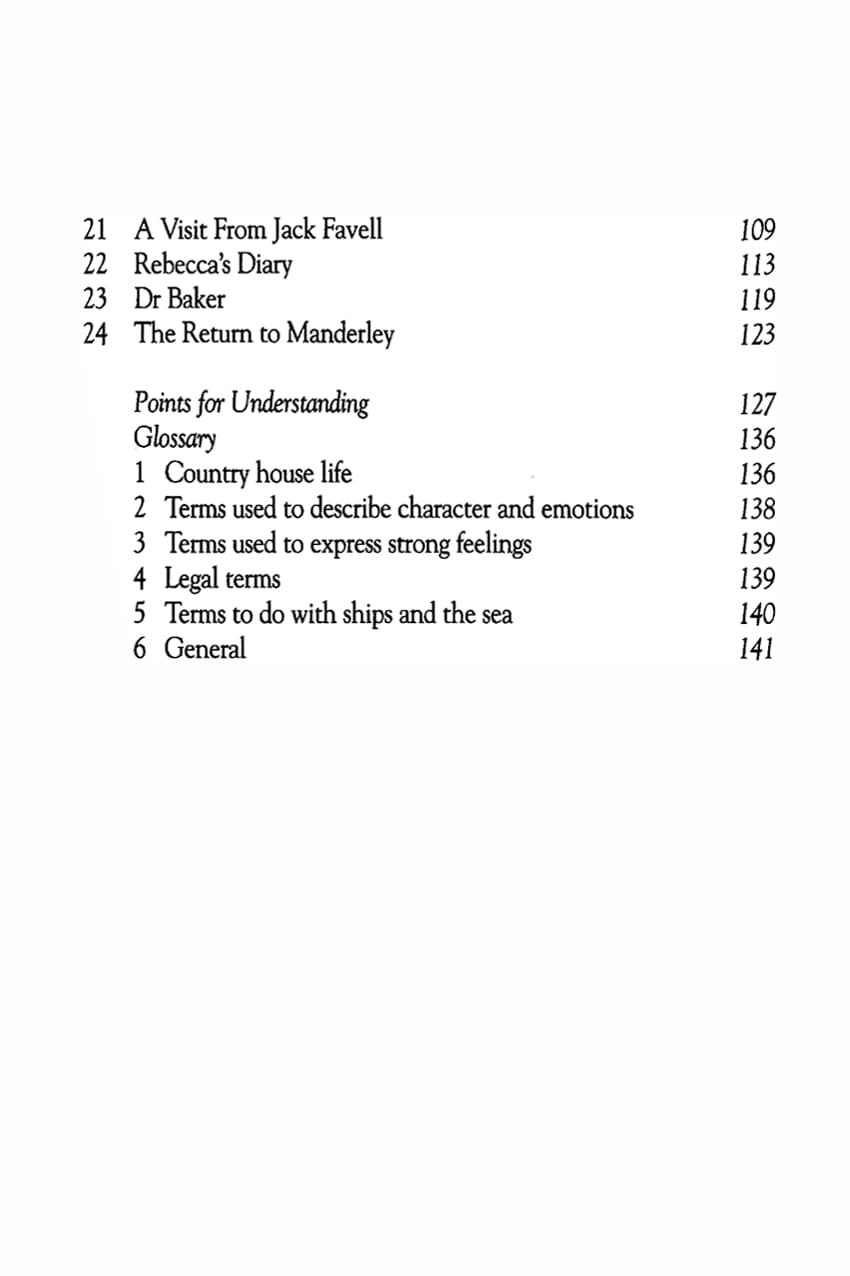 21 A Visit From Jack Favell 109
22 Rebecca's Diary 113
23 Dr Baker 119
24 The Return to Manderley 123
Points for Understanding 127
Glossary 136
1 Country house life 136
2 Terms used to describe character and emotions 138
3 Terms used to express strong feelings 139
4 Legal terms 139
5 Terms to do with ships and the sea 140
6 General 141